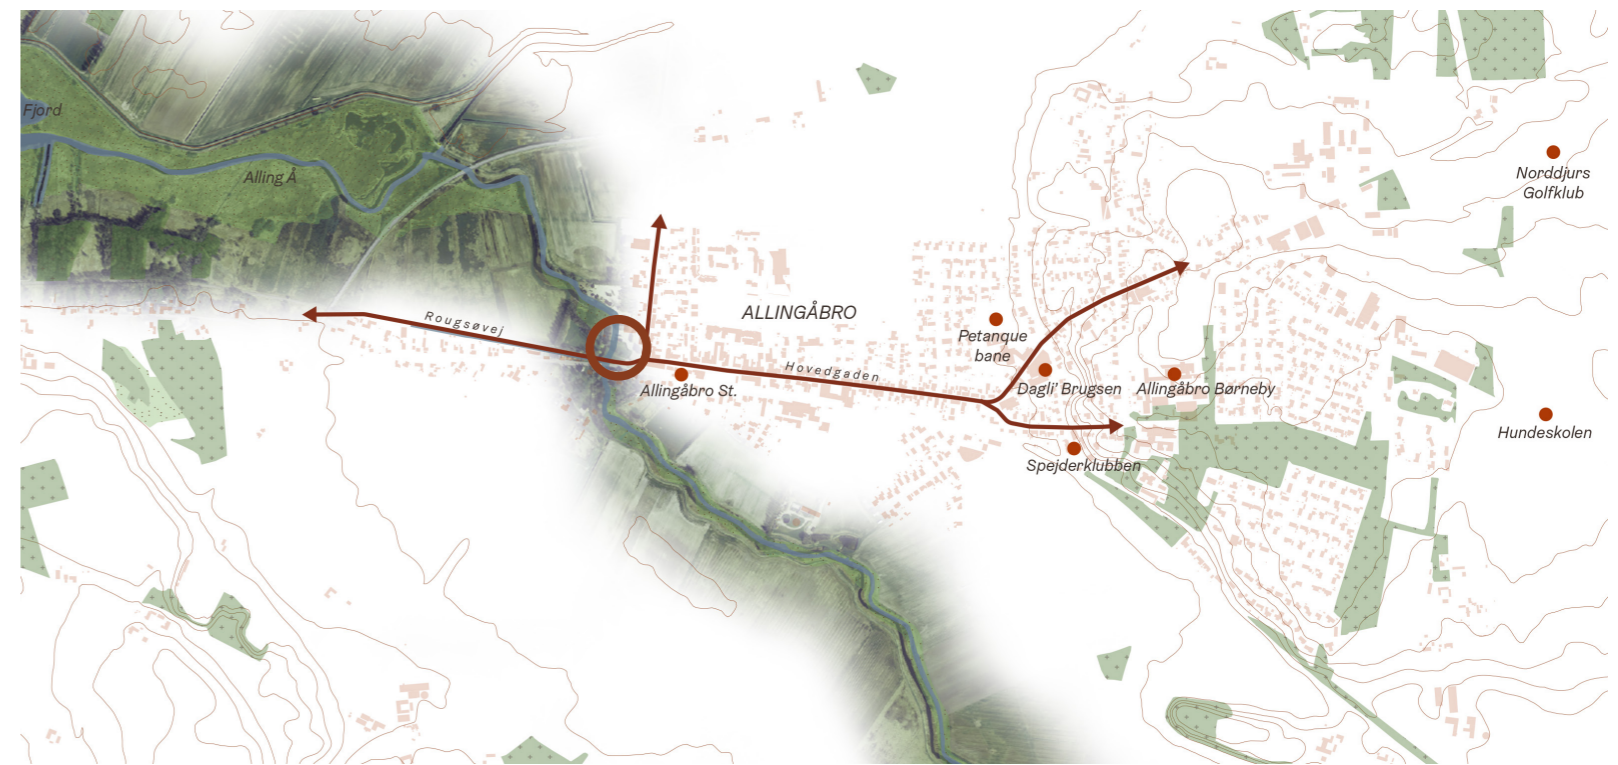 Fjord
Alling Å
Norddjurs
Golfklub
Rougsøvej
ALLINGÅBRO
Petanque
bane
Hovedgaden
Allingåbro St.
Dagli' Brugsen
Allingåbro Børneby
Hundeskolen
Spejderklubben